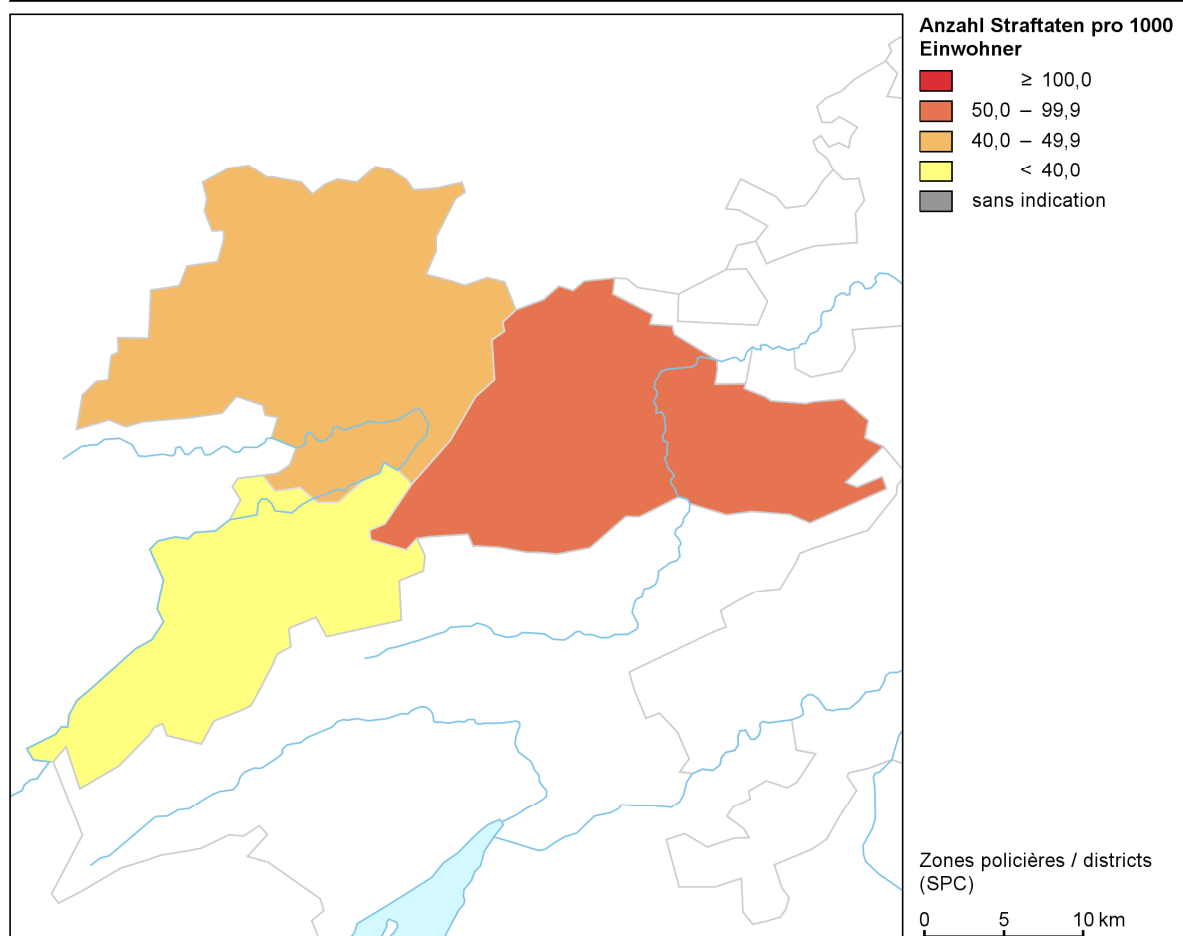 Anzahl Straftaten pro 1000
Einwohner
≥ 100,0
50,0 – 99,9
40,0 – 49,9
< 40,0
sans indication
Zones policières / districts
(SPC)
0 5 10 km